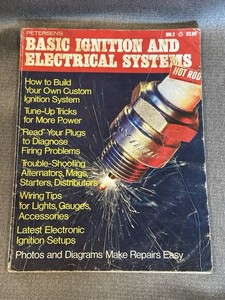 PETERSEN'S
BASIC IGNITION AND
ELECTRICAL SYSTEMS
HOT ROD
How to Build
Your Own Custom
Ignition System
Tune-Up Tricks
for More Power
"Read" Your Plugs
to Diagnose
Firing Problems
Trouble-Shooting
Alternators, Mags,
Starters, Distributors
Wiring Tips
for Lights, Gauges,
Accessories
Latest Electronic
Ignition Setups
Photos and Diagrams Make Repairs Easy